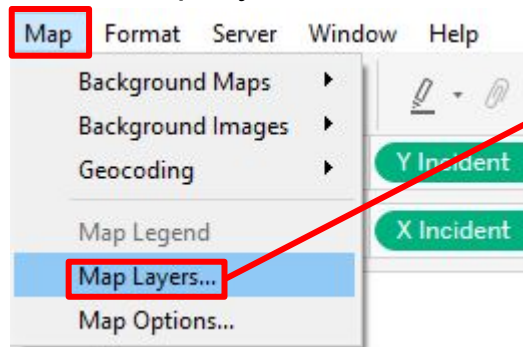 Map Format Server Window Help
Background Maps
Background Images
Geocoding
Y Incident
Map Legend
X Incident
Map Layers...
Map Options...